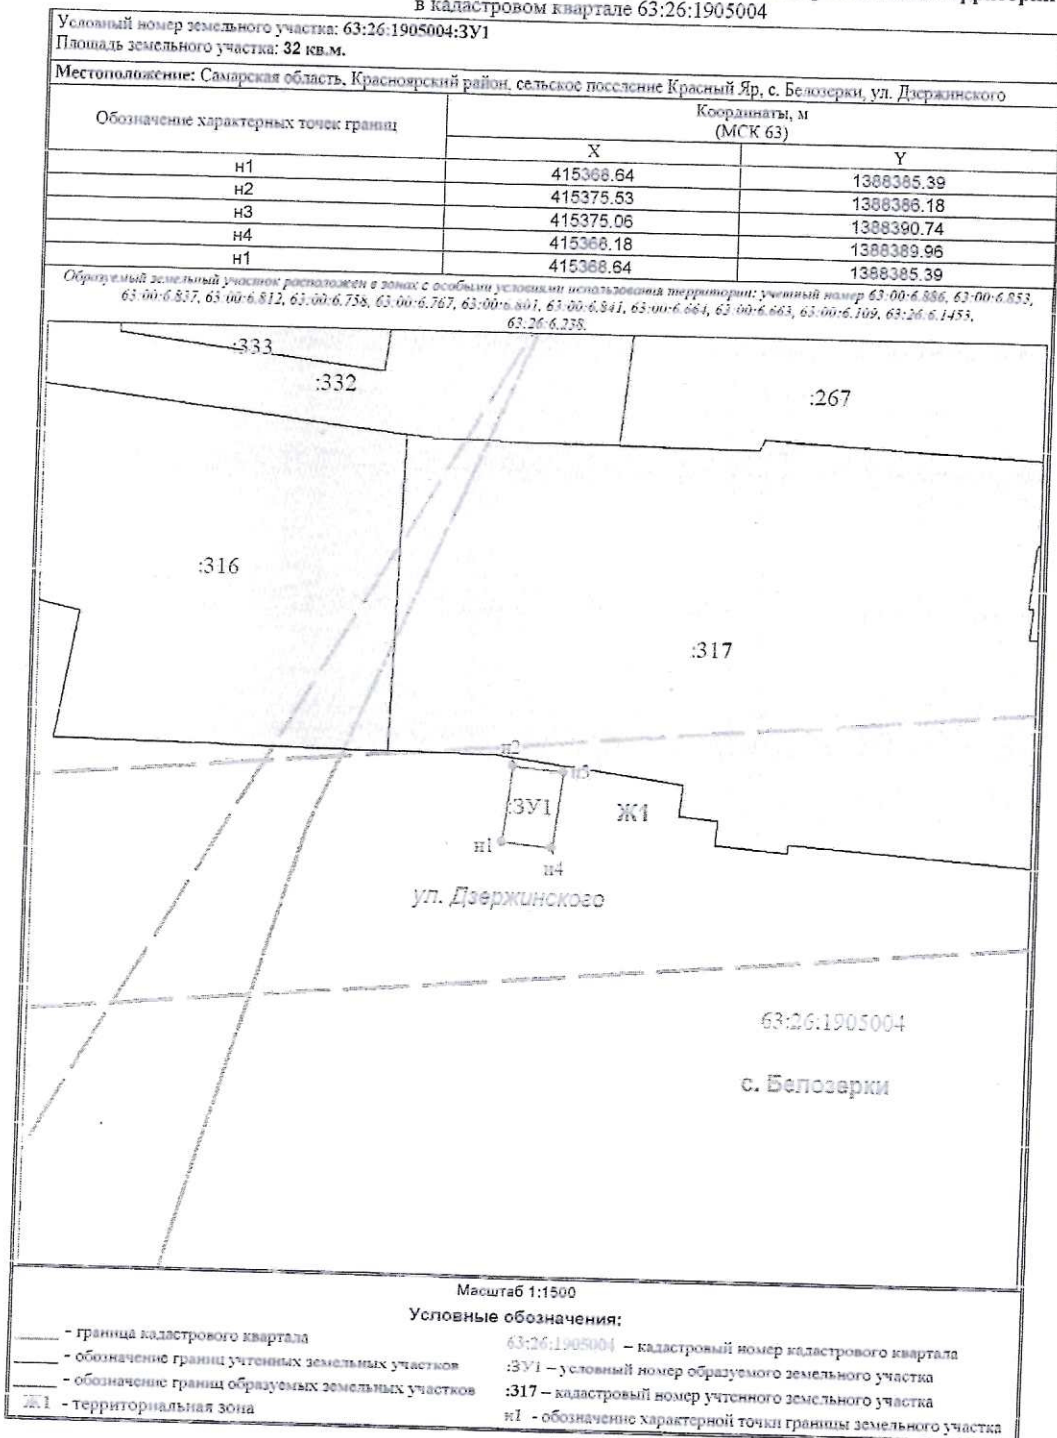 в кадастровом квартале 63:26:1905004
Условный номер земельного участка: 63:26:1905004:ЗУ1
Площадь земельного участка: 32 кв.м.
Местоположение: Самарская область, Красноярский район, сельское поселение Красный Яр, с. Белозерки, ул. Дзержинского
Обозначение характерных точек границ
Координаты, м
(МСК 63)
X Y
н1 415368.64 1388385.39
н2 415375.53 1388386.18
н3 415375.06 1388390.74
н4 415368.18 1388389.96
н1 415368.64 1388385.39
Образуемый земельный участок расположен в зонах с особыми условиями использования территории: учетный номер 63:00-6.886, 63:00-6.853,
63:00-6.837, 63:00-6.812, 63:00-6.758, 63:00-6.767, 63:00-6.801, 63:00-6.841, 63:00-6.664, 63:00-6.663, 63:00-6.109, 63:26-6.1453,
63:26-6.238.
:333
:332
:267
:316
:317
н2
н3
:ЗУ1
Ж1
н1
н4
ул. Дзержинского
63:26:1905004
с. Белозерки
Масштаб 1:1500
Условные обозначения:
- граница кадастрового квартала
63:26:1905004 – кадастровый номер кадастрового квартала
- обозначение границ учтенных земельных участков
:ЗУ1 – условный номер образуемого земельного участка
- обозначение границ образуемых земельных участков
:317 – кадастровый номер учтенного земельного участка
Ж1 - территориальная зона
н1 - обозначение характерной точки границы земельного участка